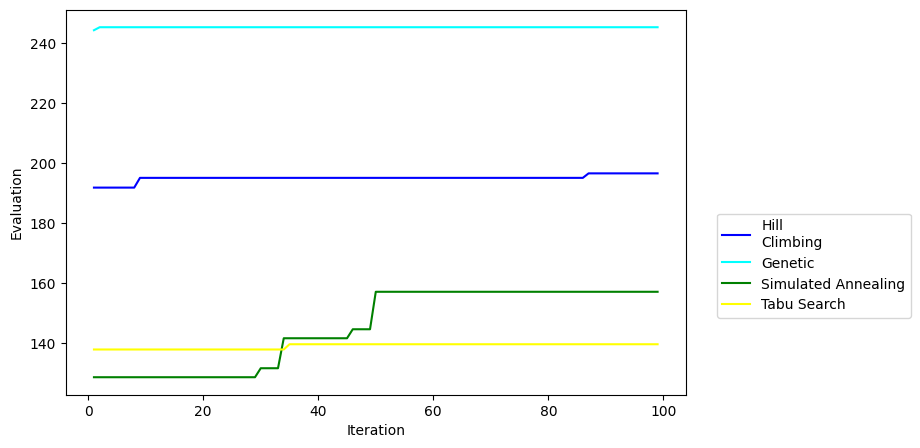 240
220
200
180
160
140
Evaluation
0 20 40 60 80 100
Iteration
Hill
Climbing
Genetic
Simulated Annealing
Tabu Search